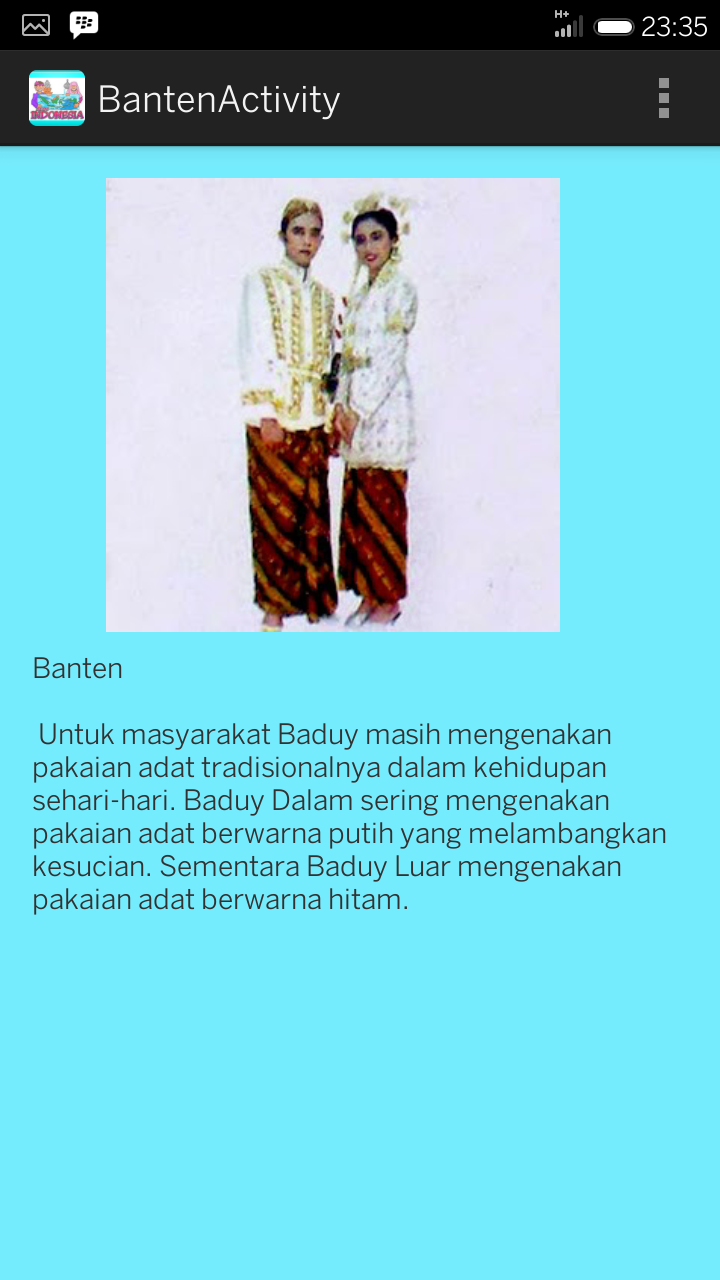 H+
23:35
INDONESIA
BantenActivity
Banten
Untuk masyarakat Baduy masih mengenakan
pakaian adat tradisionalnya dalam kehidupan
sehari-hari. Baduy Dalam sering mengenakan
pakaian adat berwarna putih yang melambangkan
kesucian. Sementara Baduy Luar mengenakan
pakaian adat berwarna hitam.